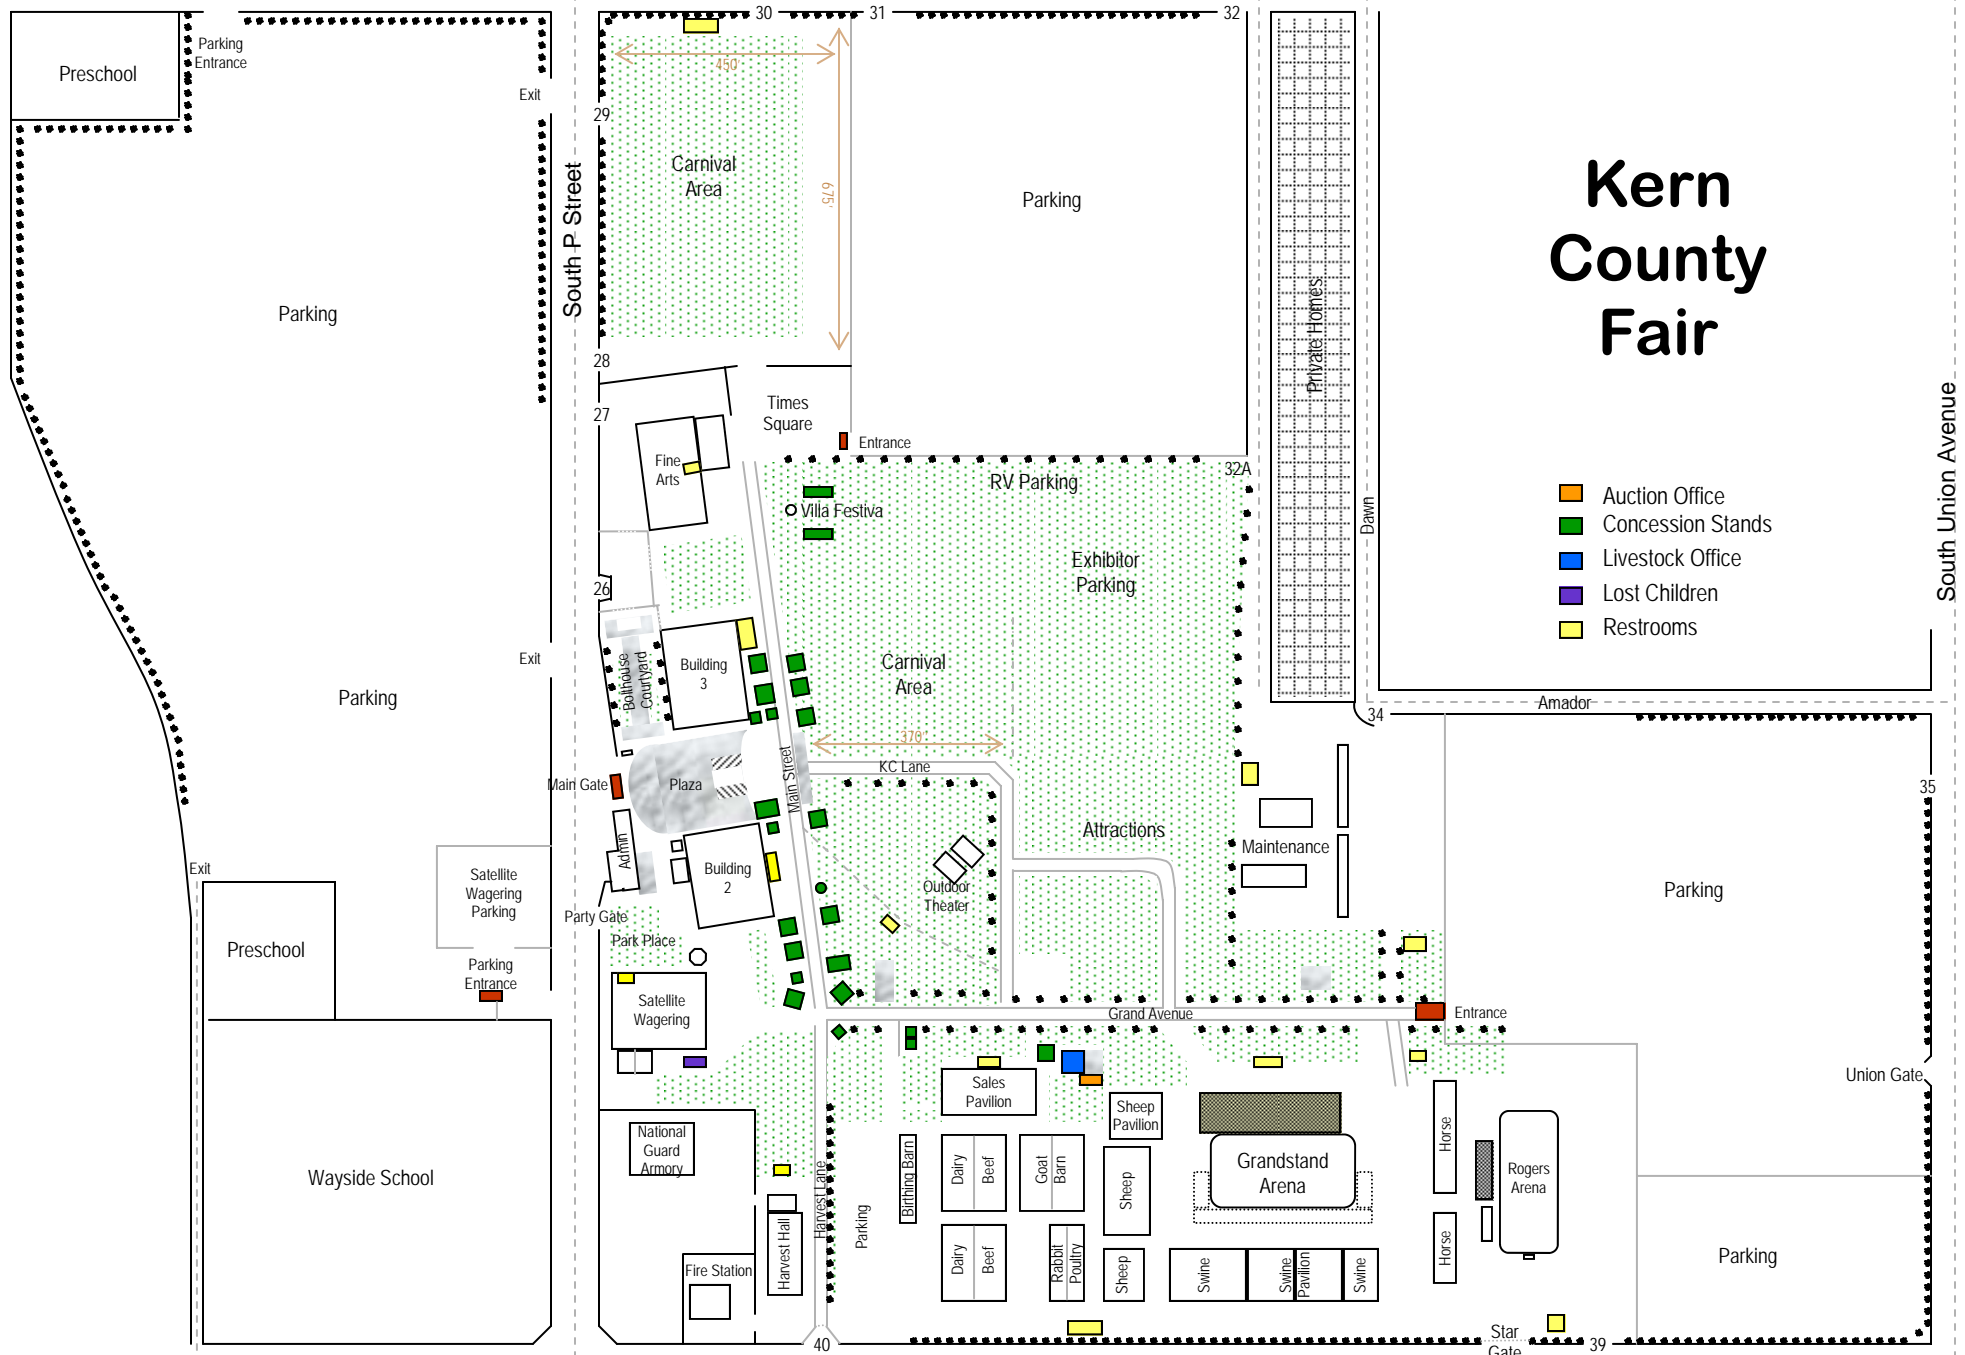 30
31
32
Parking
Entrance
Preschool
Exit
450'
29
Carnival
Area
675'
Parking
South P Street
Kern
County
Fair
Parking
Private Homes
28
27
Times
Square
Entrance
Fine
Arts
32A
RV Parking
Villa Festiva
Dawn
South Union Avenue
Auction Office
Concession Stands
Livestock Office
Lost Children
Restrooms
Exhibitor
Parking
26
Exit
Parking
Bolthouse
Courtyard
Building
3
Carnival
Area
Amador
34
370'
KC Lane
Main Street
Main Gate
Plaza
35
Attractions
Maintenance
Admin
Building
2
Outdoor
Theater
Parking
Exit
Satellite
Wagering
Parking
Party Gate
Park Place
Preschool
Parking
Entrance
Satellite
Wagering
Grand Avenue
Entrance
Union Gate
Sales
Pavilion
Sheep
Pavilion
National
Guard
Armory
Wayside School
Harvest Lane
Birthing Barn
Dairy
Beef
Goat
Barn
Sheep
Grandstand
Arena
Horse
Rogers
Arena
Parking
Harvest Hall
Fire Station
Dairy
Beef
Rabbit
Poultry
Sheep
Swine
Swine
Pavilion
Swine
Horse
Parking
40
Star
Gate
39